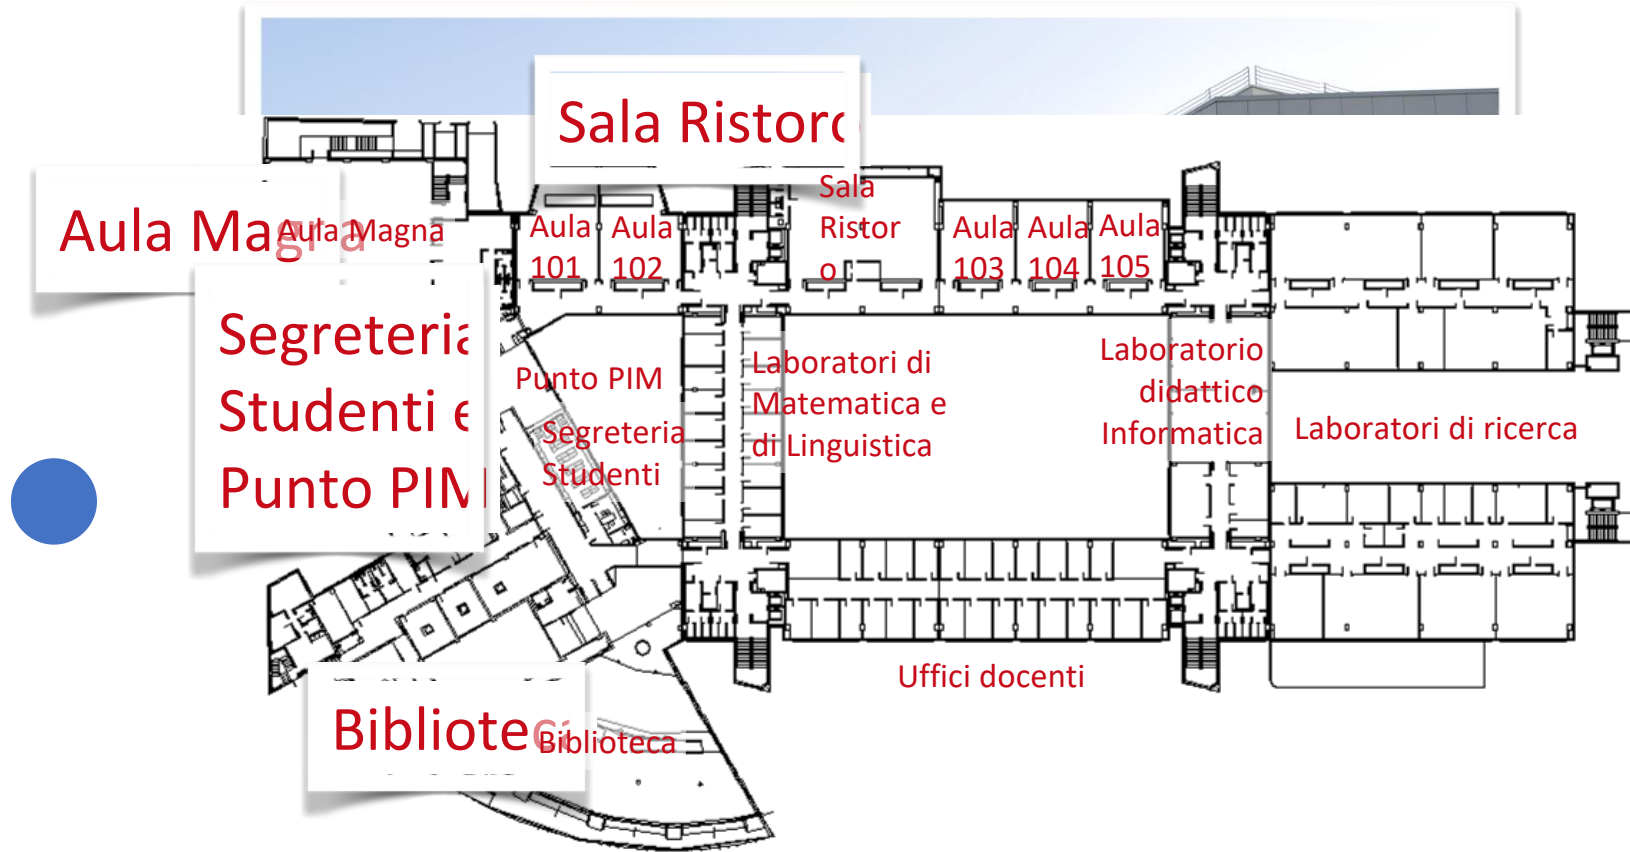 Sala Ristoro
Aula Magna
Aula Magna
Segreteria
Studenti e
Punto PIM
Sala
Ristor
o
Aula
101
Aula
102
Aula
103
Aula
104
Aula
105
Punto PIM
Segreteria
Studenti
Laboratori di
Matematica e
di Linguistica
Laboratorio
didattico
Informatica
Laboratori di ricerca
Uffici docenti
Biblioteca
Biblioteca